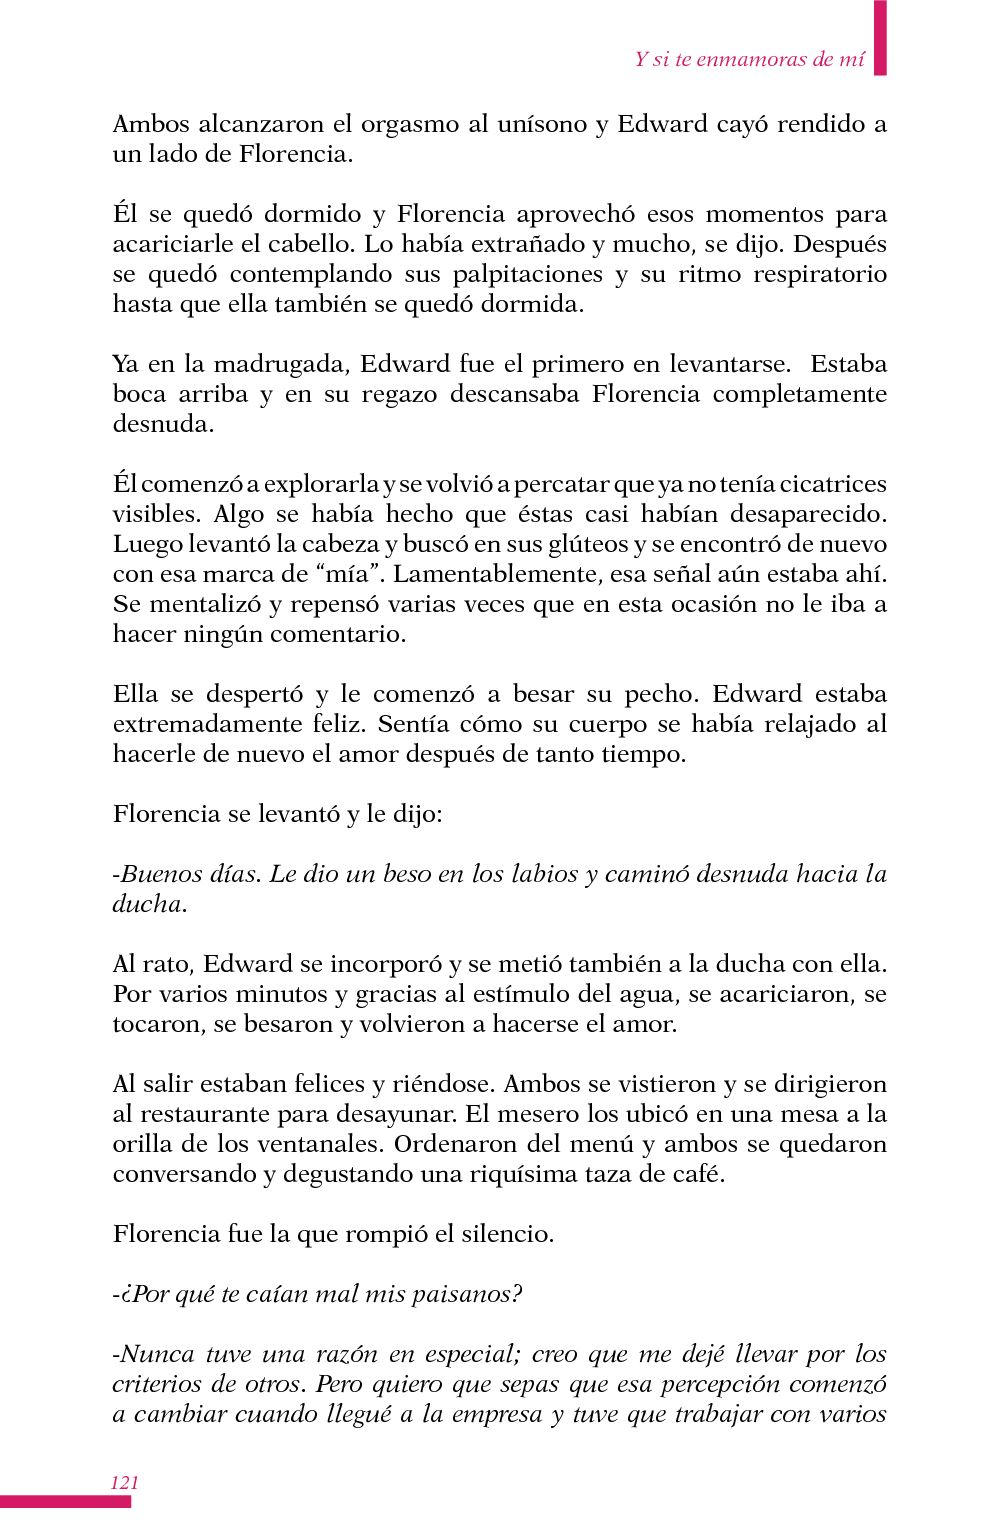 Y si te enmamoras de mí
Ambos alcanzaron el orgasmo al unísono y Edward cayó rendido a
un lado de Florencia.
Él se quedó dormido y Florencia aprovechó esos momentos para
acariciarle el cabello. Lo había extrañado y mucho, se dijo. Después
se quedó contemplando sus palpitaciones y su ritmo respiratorio
hasta que ella también se quedó dormida.
Ya en la madrugada, Edward fue el primero en levantarse.  Estaba
boca arriba y en su regazo descansaba Florencia completamente
desnuda.
Él comenzó a explorarla y se volvió a percatar que ya no tenía cicatrices
visibles. Algo se había hecho que éstas casi habían desaparecido.
Luego levantó la cabeza y buscó en sus glúteos y se encontró de nuevo
con esa marca de “mía”. Lamentablemente, esa señal aún estaba ahí.
Se mentalizó y repensó varias veces que en esta ocasión no le iba a
hacer ningún comentario.
Ella se despertó y le comenzó a besar su pecho. Edward estaba
extremadamente feliz. Sentía cómo su cuerpo se había relajado al
hacerle de nuevo el amor después de tanto tiempo.
Florencia se levantó y le dijo:
-Buenos días. Le dio un beso en los labios y caminó desnuda hacia la
ducha.
Al rato, Edward se incorporó y se metió también a la ducha con ella.
Por varios minutos y gracias al estímulo del agua, se acariciaron, se
tocaron, se besaron y volvieron a hacerse el amor.
Al salir estaban felices y riéndose. Ambos se vistieron y se dirigieron
al restaurante para desayunar. El mesero los ubicó en una mesa a la
orilla de los ventanales. Ordenaron del menú y ambos se quedaron
conversando y degustando una riquísima taza de café.
Florencia fue la que rompió el silencio.
-¿Por qué te caían mal mis paisanos?
-Nunca tuve una razón en especial; creo que me dejé llevar por los
criterios de otros. Pero quiero que sepas que esa percepción comenzó
a cambiar cuando llegué a la empresa y tuve que trabajar con varios
121